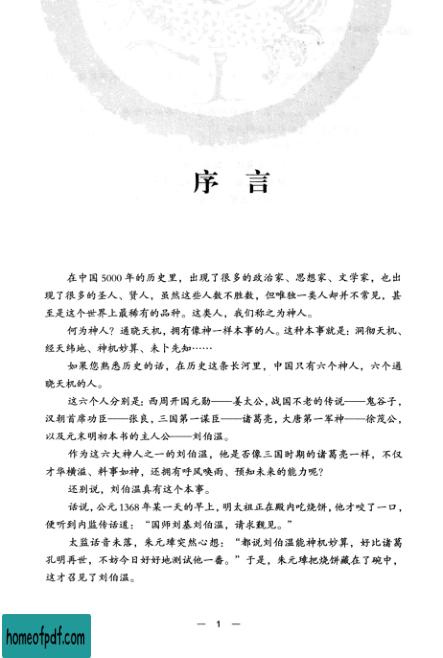 序 言
在中国5000年的历史里，出现了很多的政治家、思想家、文学家，也出
现了很多的圣人、贤人，虽然这些人数不胜数，但唯独一类人却并不常见，甚
至是这个世界上最稀有的品种。这类人，我们称之为神人。
何为神人？通晓天机，拥有像神一样本事的人。这种本事就是：洞彻天机、
经天纬地、神机妙算、未卜先知……
如果您熟悉历史的话，在历史这条长河里，中国只有六个神人，六个通
晓天机的人。
这六个人分别是：西周开国元勋——姜太公，战国不老的传说——鬼谷子，
汉朝首席功臣——张良，三国第一谋臣——诸葛亮，大唐第一军神——徐茂公，
以及元末明初本书的主人公——刘伯温。
作为这六大神人之一的刘伯温，他是否像三国时期的诸葛亮一样，不仅
才华横溢、料事如神，还拥有呼风唤雨、预知未来的能力呢？
还别说，刘伯温真有这个本事。
话说，公元1368年某一天的早上，明太祖正在殿内吃烧饼，他才咬了一口，
便听到内监传话道：“国师刘基刘伯温，请求觐见。”
太监话音未落，朱元璋突然心想：“都说刘伯温能神机妙算，好比诸葛
孔明再世，不妨今日好好地测试他一番。”于是，朱元璋把烧饼藏在了碗中，
这才召见了刘伯温。
— 1 —
homeofpdf.com